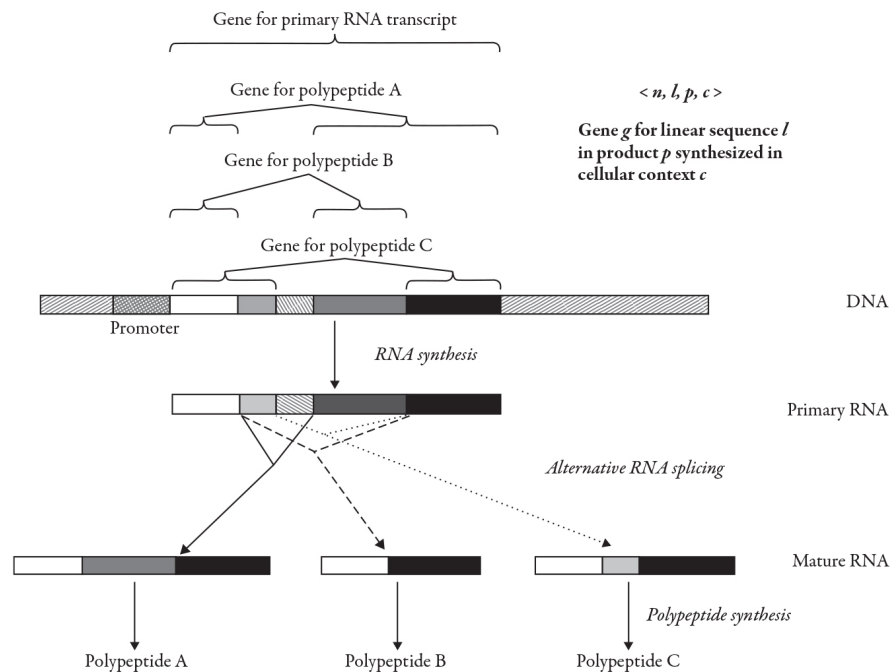 Gene for primary RNA transcript
Gene for polypeptide A
< n, l, p, c >
Gene g for linear sequence l
in product p synthesized in
cellular context c
Gene for polypeptide B
Gene for polypeptide C
DNA
Promoter
RNA synthesis
Primary RNA
Alternative RNA splicing
Mature RNA
Polypeptide synthesis
Polypeptide A
Polypeptide B
Polypeptide C